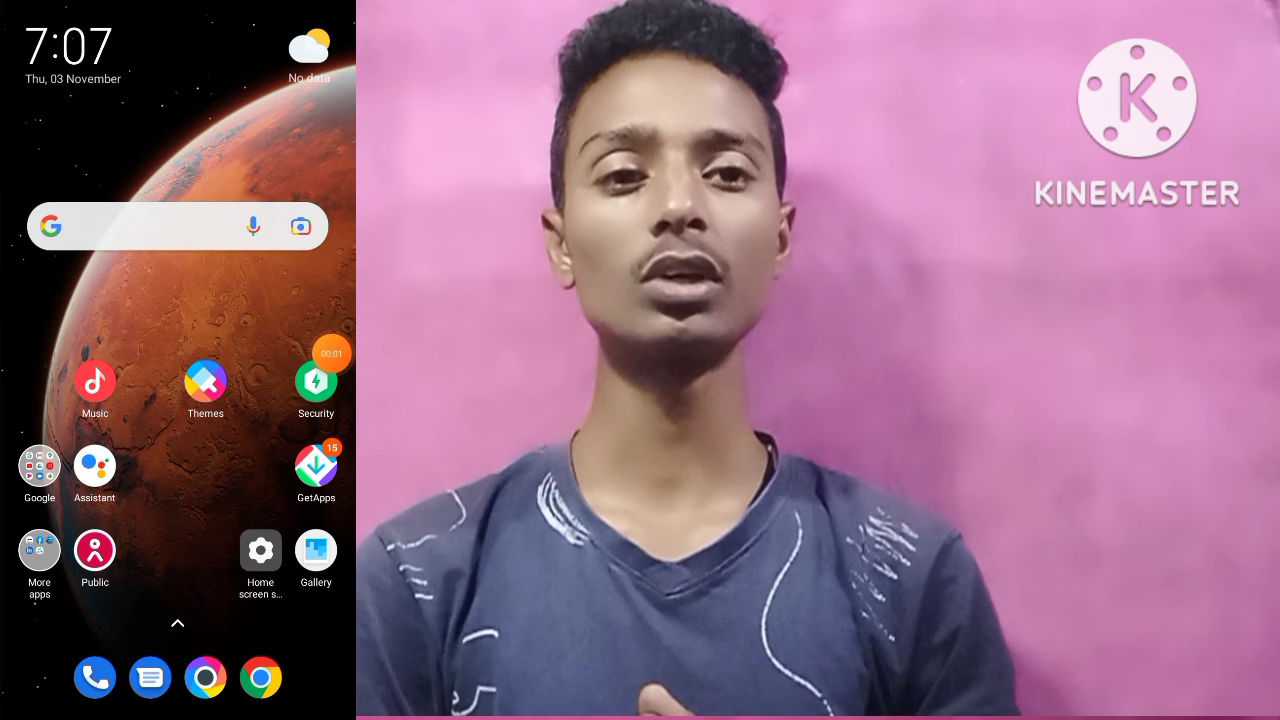 7:07
Thu, 03 November
No data
00:01
Music
Themes
Security
15
Google
Assistant
GetApps
More apps
Public
Home screen s...
Gallery
K
KINEMASTER